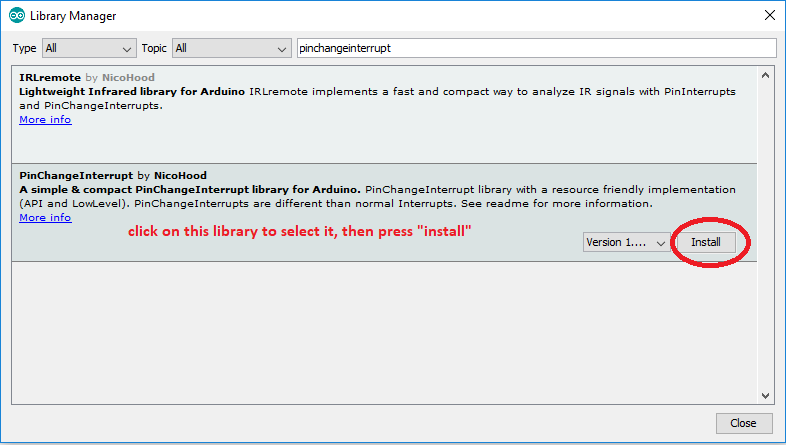 Library Manager
Type All Topic All pinchangeinterrupt
IRLremote by NicoHood
Lightweight Infrared library for Arduino IRLremote implements a fast and compact way to analyze IR signals with PinInterrupts
and PinChangeInterrupts.
More info
PinChangeInterrupt by NicoHood
A simple & compact PinChangeInterrupt library for Arduino. PinChangeInterrupt library with a resource friendly implementation
(API and LowLevel). PinChangeInterrupts are different than normal Interrupts. See readme for more information.
More info
click on this library to select it, then press "install"
Version 1.... Install
Close